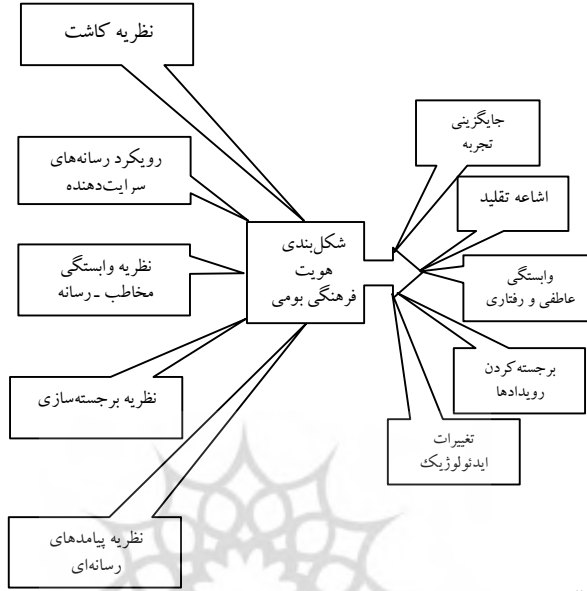 نظریه کاشت
رویکرد رسانه‌های
سرایت‌دهنده
نظریه وابستگی
مخاطب ـ رسانه
نظریه برجسته‌سازی
نظریه پیامدهای
رسانه‌ای
شکل‌بندی
هویت
فرهنگی بومی
جایگزینی
تجربه
اشاعه تقلید
وابستگی
عاطفی و رفتاری
برجسته‌کردن
رویدادها
تغییرات
ایدئولوژیک